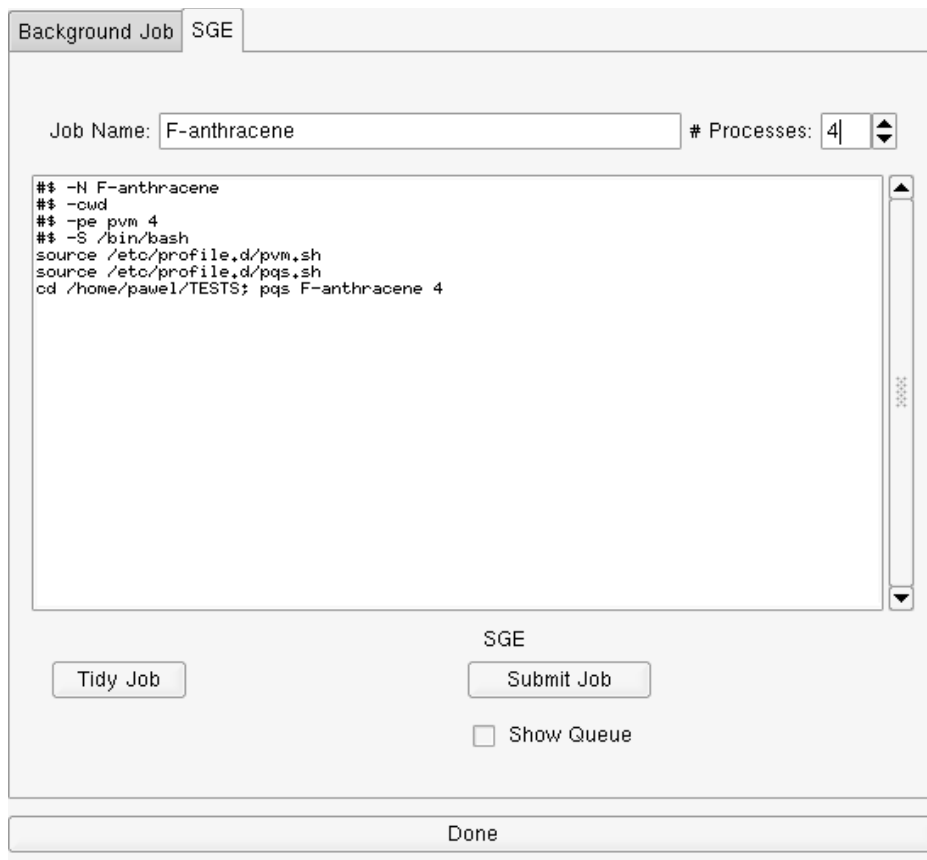 Background Job SGE
Job Name: F-anthracene # Processes: 4
#$ -N F-anthracene
#$ -cwd
#$ -pe pvm 4
#$ -S /bin/bash
source /etc/profile.d/pvm.sh
source /etc/profile.d/pqs.sh
cd /home/pawel/TESTS; pqs F-anthracene 4
SGE
Tidy Job Submit Job
Show Queue
Done